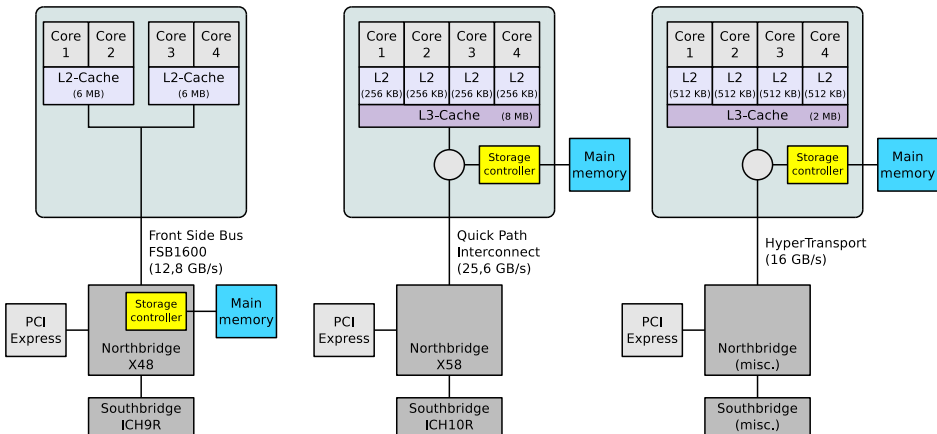 Core
1
Core
2
L2-Cache
(6 MB)
Core
3
Core
4
L2-Cache
(6 MB)
Front Side Bus
FSB1600
(12,8 GB/s)
Storage
controller
Main
memory
PCI
Express
Northbridge
X48
Southbridge
ICH9R
Core
1
Core
2
Core
3
Core
4
L2
(256 KB)
L2
(256 KB)
L2
(256 KB)
L2
(256 KB)
L3-Cache (8 MB)
Storage
controller
Main
memory
Quick Path
Interconnect
(25,6 GB/s)
PCI
Express
Northbridge
X58
Southbridge
ICH10R
Core
1
Core
2
Core
3
Core
4
L2
(512 KB)
L2
(512 KB)
L2
(512 KB)
L2
(512 KB)
L3-Cache (2 MB)
Storage
controller
Main
memory
HyperTransport
(16 GB/s)
PCI
Express
Northbridge
(misc.)
Southbridge
(misc.)